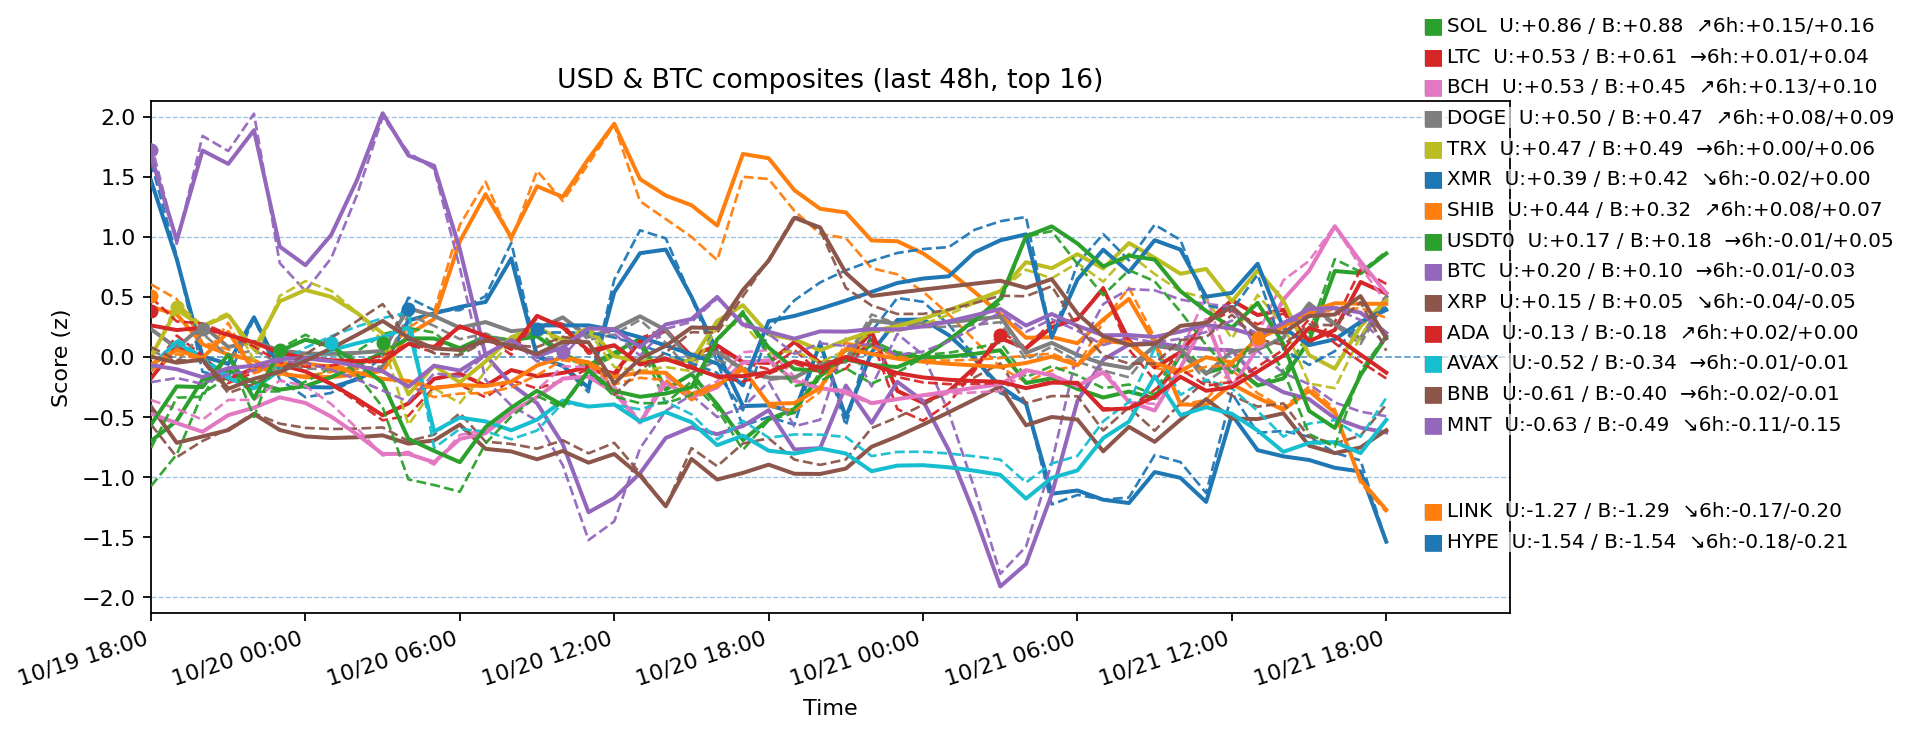 USD & BTC composites (last 48h, top 16)
SOL U:+0.86 / B:+0.88 ↗6h:+0.15/+0.16
LTC U:+0.53 / B:+0.61 →6h:+0.01/+0.04
BCH U:+0.53 / B:+0.45 ↗6h:+0.13/+0.10
DOGE U:+0.50 / B:+0.47 ↗6h:+0.08/+0.09
TRX U:+0.47 / B:+0.49 →6h:+0.00/+0.06
XMR U:+0.39 / B:+0.42 ↘6h:-0.02/+0.00
SHIB U:+0.44 / B:+0.32 ↗6h:+0.08/+0.07
USDT0 U:+0.17 / B:+0.18 →6h:-0.01/+0.05
BTC U:+0.20 / B:+0.10 →6h:-0.01/-0.03
XRP U:+0.15 / B:+0.05 ↘6h:-0.04/-0.05
ADA U:-0.13 / B:-0.18 ↗6h:+0.02/+0.00
AVAX U:-0.52 / B:-0.34 →6h:-0.01/-0.01
BNB U:-0.61 / B:-0.40 →6h:-0.02/-0.01
MNT U:-0.63 / B:-0.49 ↘6h:-0.11/-0.15
LINK U:-1.27 / B:-1.29 ↘6h:-0.17/-0.20
HYPE U:-1.54 / B:-1.54 ↘6h:-0.18/-0.21
Score (z)
2.0
1.5
1.0
0.5
0.0
−0.5
−1.0
−1.5
−2.0
10/19 18:00
10/20 00:00
10/20 06:00
10/20 12:00
10/20 18:00
10/21 00:00
10/21 06:00
10/21 12:00
10/21 18:00
Time